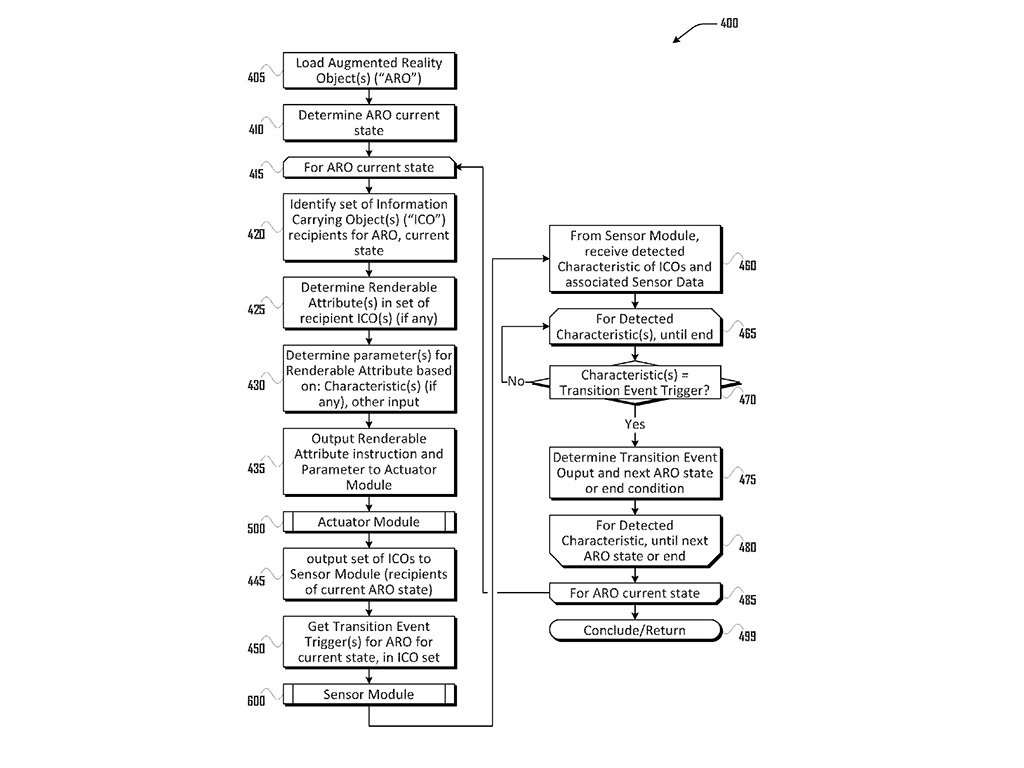 400
405
Load Augmented Reality
Object(s) (“ARO”)
410
Determine ARO current
state
415
For ARO current state
420
Identify set of Information
Carrying Object(s) (“ICO”)
recipients for ARO, current
state
425
Determine Renderable
Attribute(s) in set of
recipient ICO(s) (if any)
430
Determine parameter(s) for
Renderable Attribute based
on: Characteristic(s) (if
any), other input
435
Output Renderable
Attribute instruction and
Parameter to Actuator
Module
500
Actuator Module
445
output set of ICOs to
Sensor Module (recipients
of current ARO state)
450
Get Transition Event
Trigger(s) for ARO for
current state, in ICO set
600
Sensor Module
From Sensor Module,
receive detected
Characteristic of ICOs and
associated Sensor Data
460
For Detected
Characteristic(s), until end
465
Characteristic(s) =
Transition Event Trigger?
470
No
Yes
Determine Transition Event
Ouput and next ARO state
or end condition
475
For Detected
Characteristic, until next
ARO state or end
480
For ARO current state
485
Conclude/Return
499